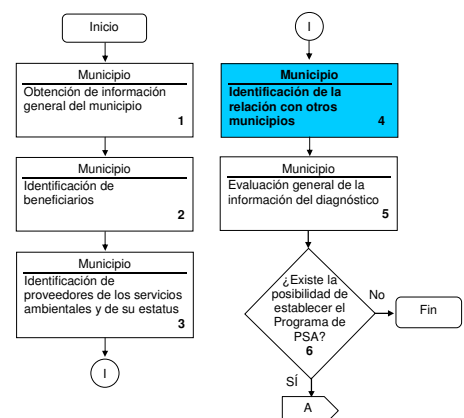 Inicio
Municipio
Obtención de información
general del municipio
1
Municipio
Identificación de
beneficiarios
2
Municipio
Identificación de
proveedores de los servicios
ambientales y de su estatus
3
I
I
Municipio
Identificación de la
relación con otros
municipios 4
Municipio
Evaluación general de la
información del diagnóstico
5
¿Existe la
posibilidad de
establecer el
Programa de
PSA?
6
No
Fin
SÍ
A